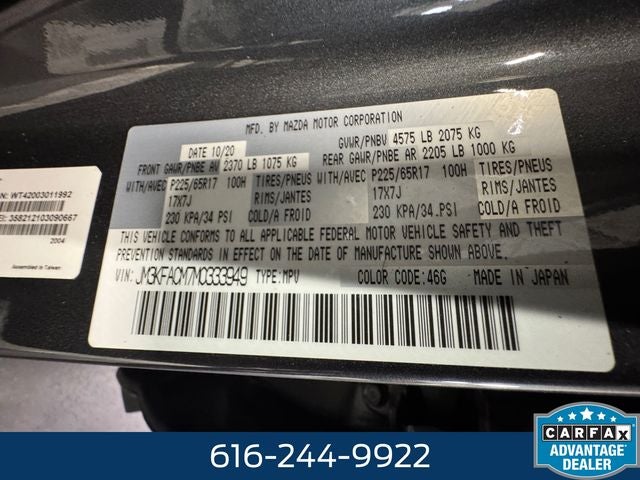 MFD. BY MAZDA MOTOR CORPORATION
DATE 10/20
GVWR/PNBV 4575 LB 2075 KG
FRONT GAWR/PNBE AV 2370 LB 1075 KG
REAR GAWR/PNBE AR 2205 LB 1000 KG
WITH/AVEC P225/65R17 100H TIRES/PNEUS
17X7J RIMS/JANTES
230 KPA/34 PSI COLD/A FROID
WITH/AVEC P225/65R17 100H TIRES/PNEUS
17X7J RIMS/JANTES
230 KPA/34 PSI COLD/A FROID
THIS VEHICLE CONFORMS TO ALL APPLICABLE FEDERAL MOTOR VEHICLE SAFETY AND THEFT
PREVENTION STANDARDS IN EFFECT ON THE DATE OF MANUFACTURE SHOWN ABOVE.
VIN: JM3KFACM7M0333949 TYPE:MPV COLOR CODE:46G MADE IN JAPAN
N: WT42003011992
EI: 358212103090667
2004
Assembled in Taiwan
616-244-9922
CARFAX
ADVANTAGE
DEALER